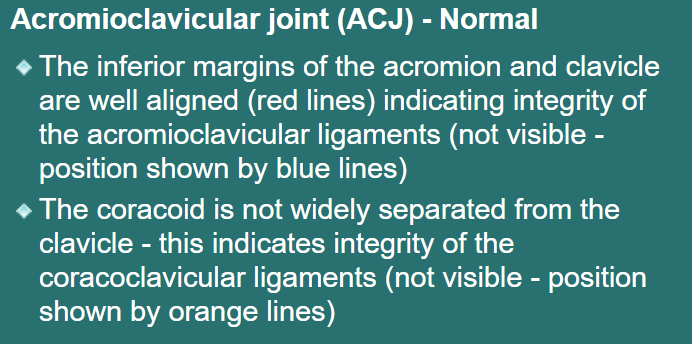 Acromioclavicular joint (ACJ) - Normal
The inferior margins of the acromion and clavicle
are well aligned (red lines) indicating integrity of
the acromioclavicular ligaments (not visible -
position shown by blue lines)
The coracoid is not widely separated from the
clavicle - this indicates integrity of the
coracoclavicular ligaments (not visible - position
shown by orange lines)